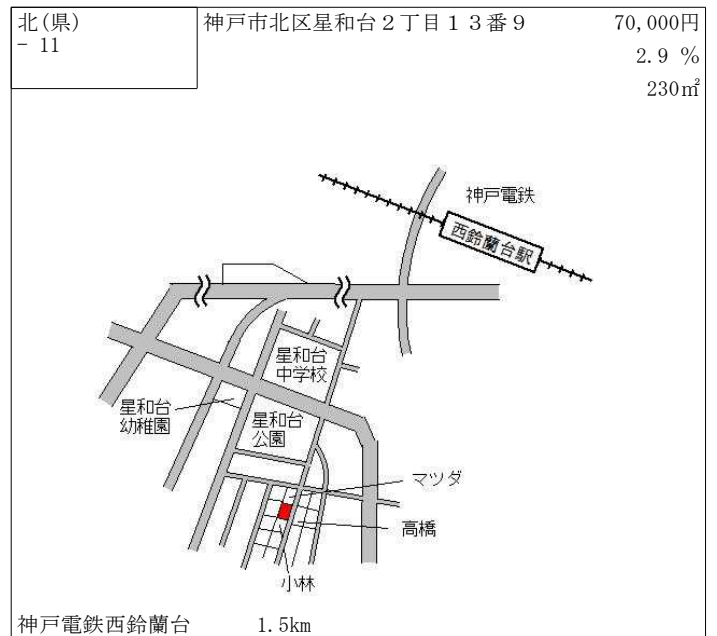 北(県)
- 11
神戸市北区星和台２丁目１３番９
70,000円
2.9 %
230㎡
神戸電鉄
西鈴蘭台駅
星和台
中学校
星和台
幼稚園
星和台
公園
マツダ
高橋
小林
神戸電鉄西鈴蘭台 1.5km